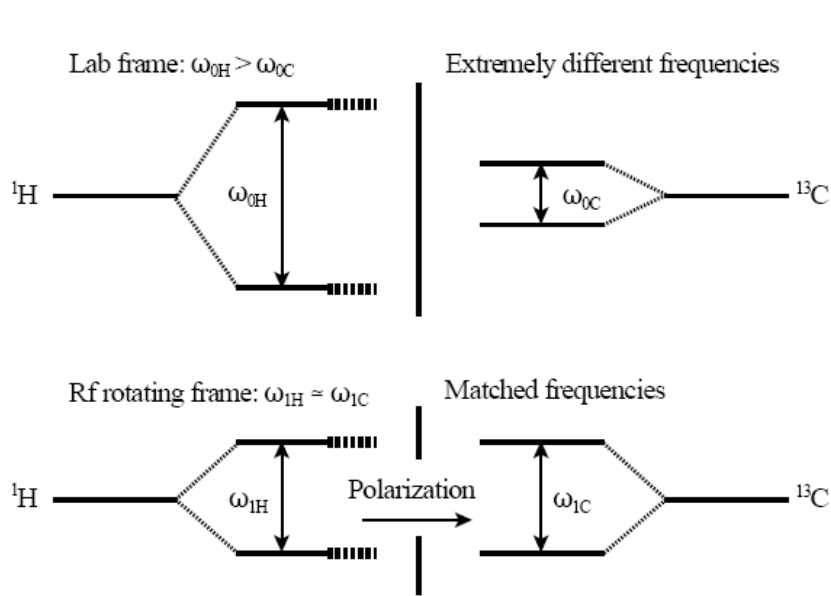 Lab frame: ω₀H > ω₀C
Extremely different frequencies
¹H
ω₀H
ω₀C
¹³C
Rf rotating frame: ω₁H ≃ ω₁C
Matched frequencies
¹H
ω₁H
Polarization
ω₁C
¹³C